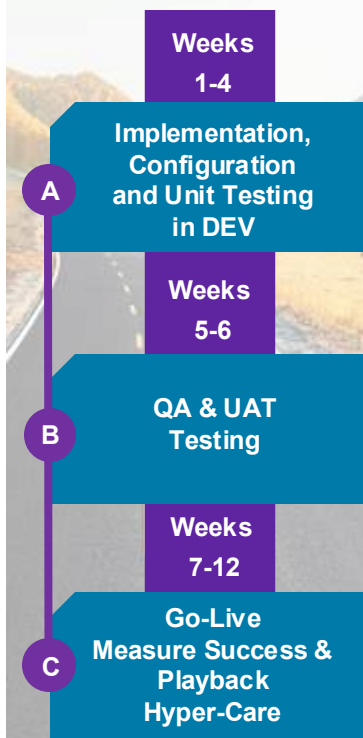 Weeks
1-4
Implementation,
Configuration
and Unit Testing
in DEV
A
Weeks
5-6
QA & UAT
Testing
B
Weeks
7-12
Go-Live
Measure Success &
Playback
Hyper-Care
C